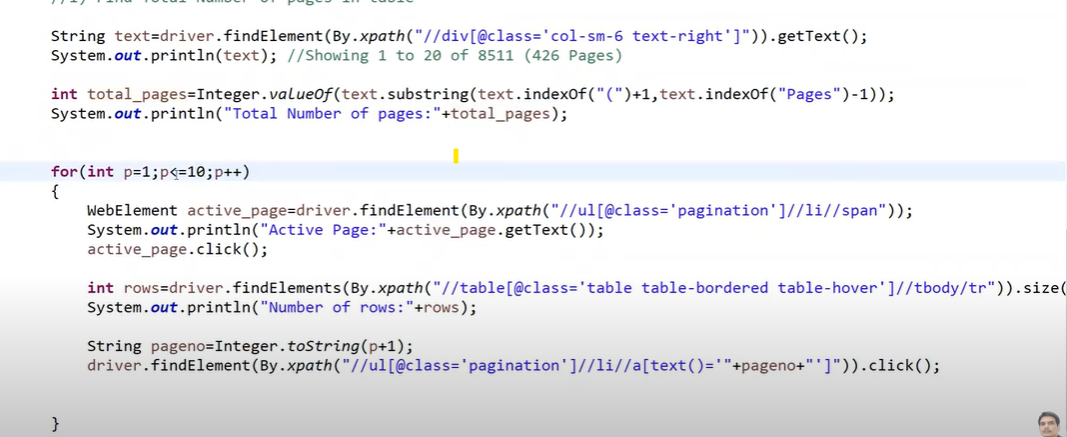 //1) Find Total Number of pages in table
String text=driver.findElement(By.xpath("//div[@class='col-sm-6 text-right']")).getText();
System.out.println(text); //Showing 1 to 20 of 8511 (426 Pages)
int total_pages=Integer.valueOf(text.substring(text.indexOf("(")+1,text.indexOf("Pages")-1));
System.out.println("Total Number of pages:"+total_pages);
for(int p=1;p<=10;p++)
{
WebElement active_page=driver.findElement(By.xpath("//ul[@class='pagination']//li//span"));
System.out.println("Active Page:"+active_page.getText());
active_page.click();
int rows=driver.findElements(By.xpath("//table[@class='table table-bordered table-hover']//tbody/tr")).size(
System.out.println("Number of rows:"+rows);
String pageno=Integer.toString(p+1);
driver.findElement(By.xpath("//ul[@class='pagination']//li//a[text()='"+pageno+"']")).click();
}